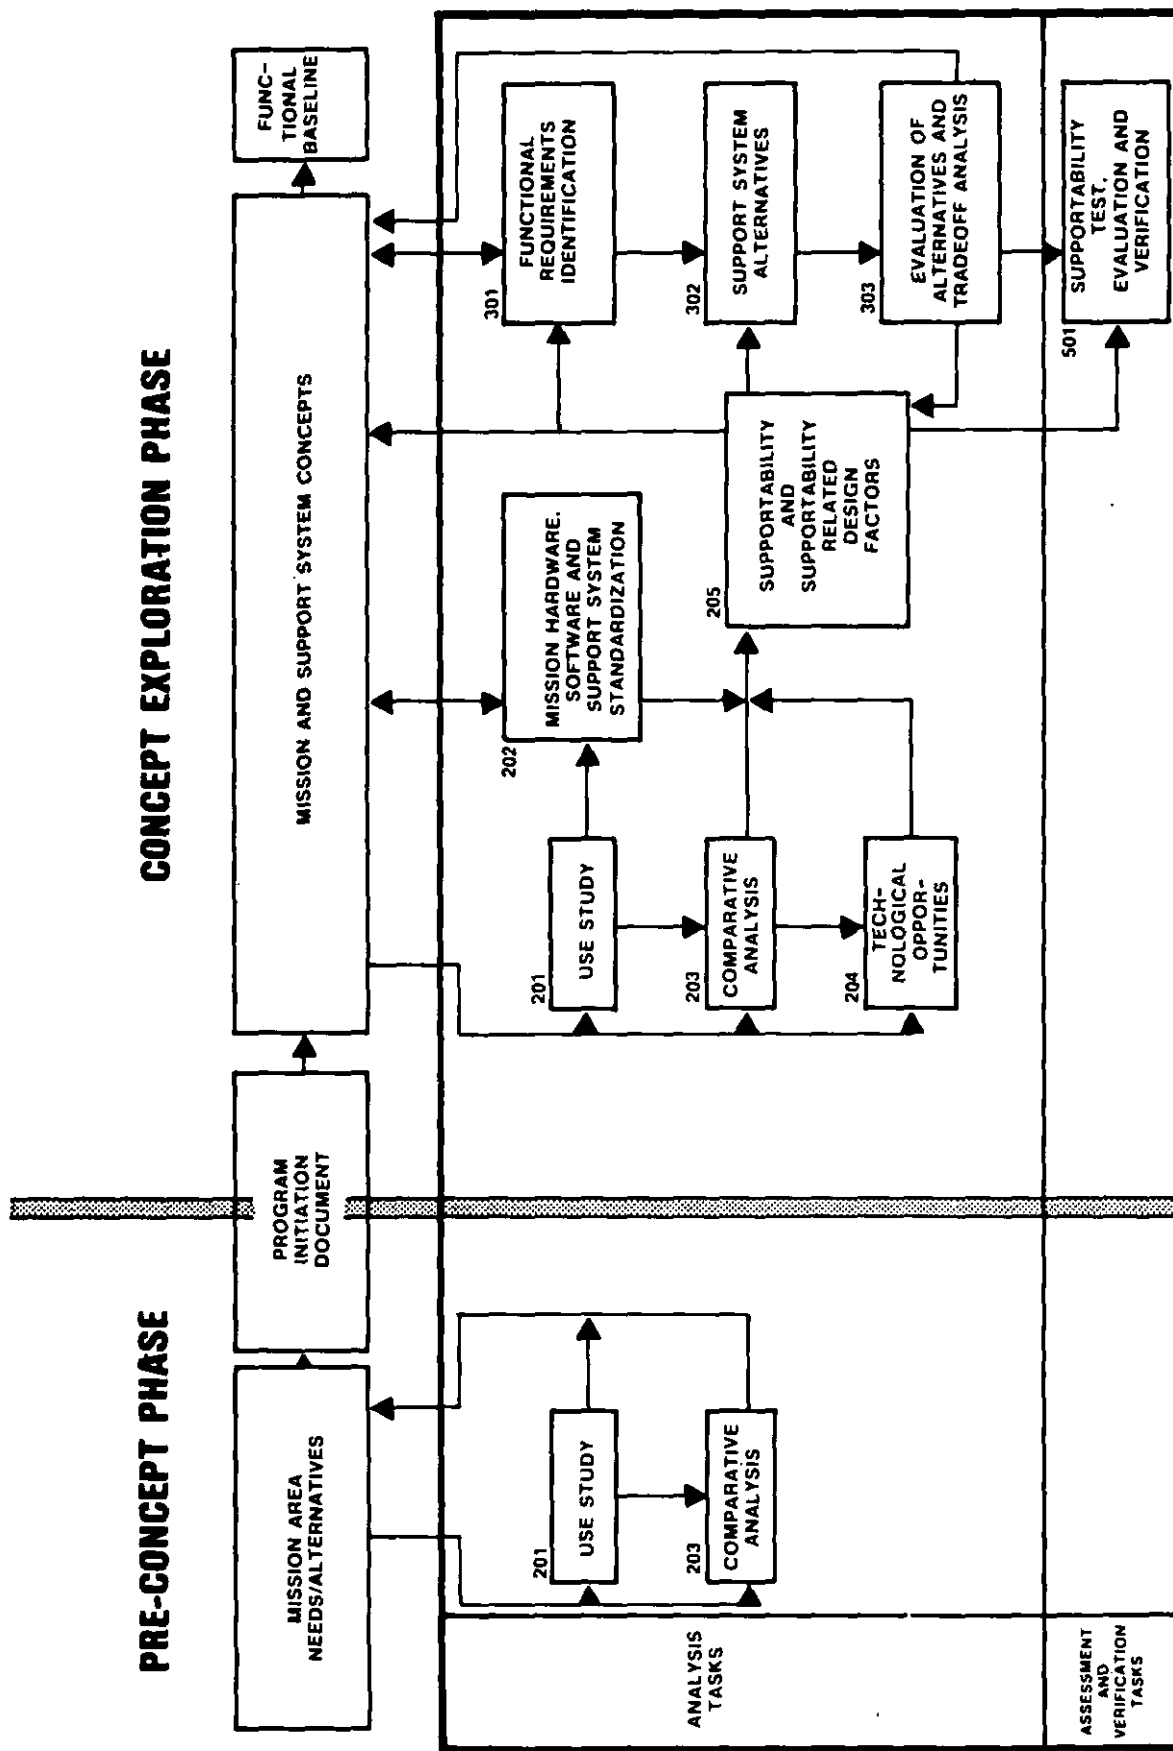 PRE-CONCEPT PHASE
CONCEPT EXPLORATION PHASE
MISSION AREA
NEEDS/ALTERNATIVES
PROGRAM
INITIATION
DOCUMENT
MISSION AND SUPPORT SYSTEM CONCEPTS
FUNC-
TIONAL
BASELINE
ANALYSIS
TASKS
201
USE STUDY
203
COMPARATIVE
ANALYSIS
201
USE STUDY
203
COMPARATIVE
ANALYSIS
204
TECH-
NOLOGICAL
OPPOR-
TUNITIES
202
MISSION HARDWARE,
SOFTWARE AND
SUPPORT SYSTEM
STANDARDIZATION
205
SUPPORTABILITY
AND
SUPPORTABILITY
RELATED
DESIGN
FACTORS
301
FUNCTIONAL
REQUIREMENTS
IDENTIFICATION
302
SUPPORT SYSTEM
ALTERNATIVES
303
EVALUATION OF
ALTERNATIVES AND
TRADEOFF ANALYSIS
ASSESSMENT
AND
VERIFICATION
TASKS
501
SUPPORTABILITY
TEST,
EVALUATION AND
VERIFICATION